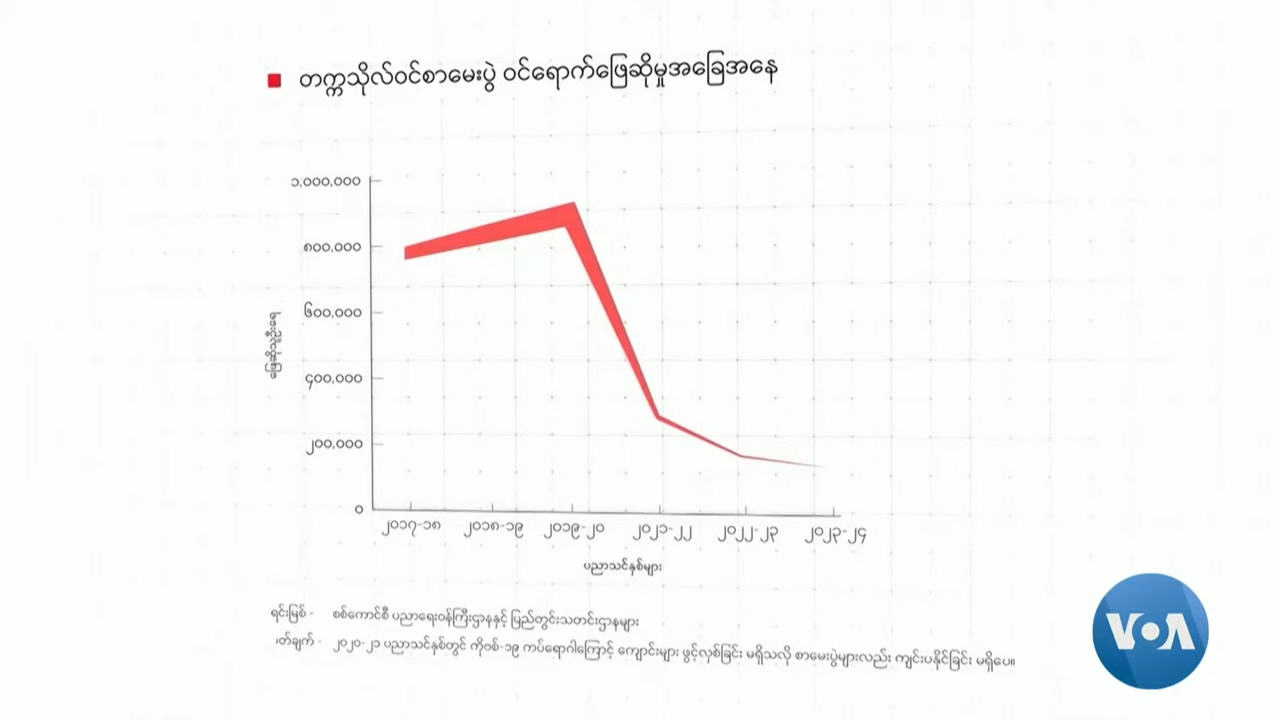 တက္ကသိုလ်ဝင်စာမေးပွဲ ဝင်ရောက်ဖြေဆိုမှုအခြေအနေ
၁,၀၀၀,၀၀၀
၈၀၀,၀၀၀
၆၀၀,၀၀၀
၄၀၀,၀၀၀
၂၀၀,၀၀၀
၀
ဖြေဆိုသူဦးရေ
၂၀၁၇-၁၈ ၂၀၁၈-၁၉ ၂၀၁၉-၂၀ ၂၀၂၁-၂၂ ၂၀၂၂-၂၃ ၂၀၂၃-၂၄
ပညာသင်နှစ်များ
ရင်းမြစ် - စစ်ကောင်စီ ပညာရေးဝန်ကြီးဌာနနှင့် ပြည်တွင်းသတင်းဌာနများ
၂၀၂၀-၂၁ ပညာသင်နှစ်တွင် ကိုဗစ်-၁၉ ကပ်ရောဂါကြောင့် ကျောင်းများ ဖွင့်လှစ်ခြင်း မရှိသလို စာမေးပွဲများလည်း ကျင်းပနိုင်ခြင်း မရှိပေ။
VOA